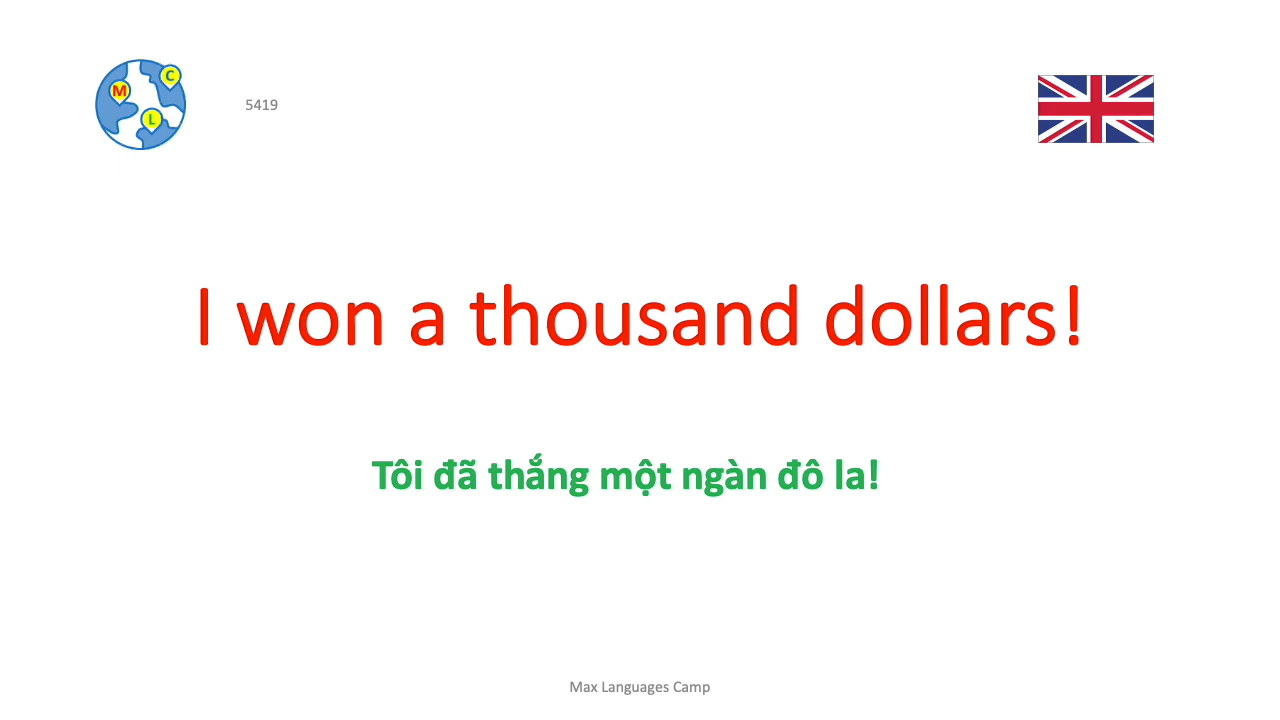 C
M
L
5419
I won a thousand dollars!
Tôi đã thắng một ngàn đô la!
Max Languages Camp